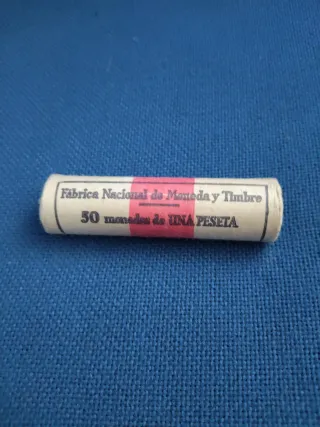 Fábrica Nacional de Moneda y Timbre
50 monedas de UNA PESETA